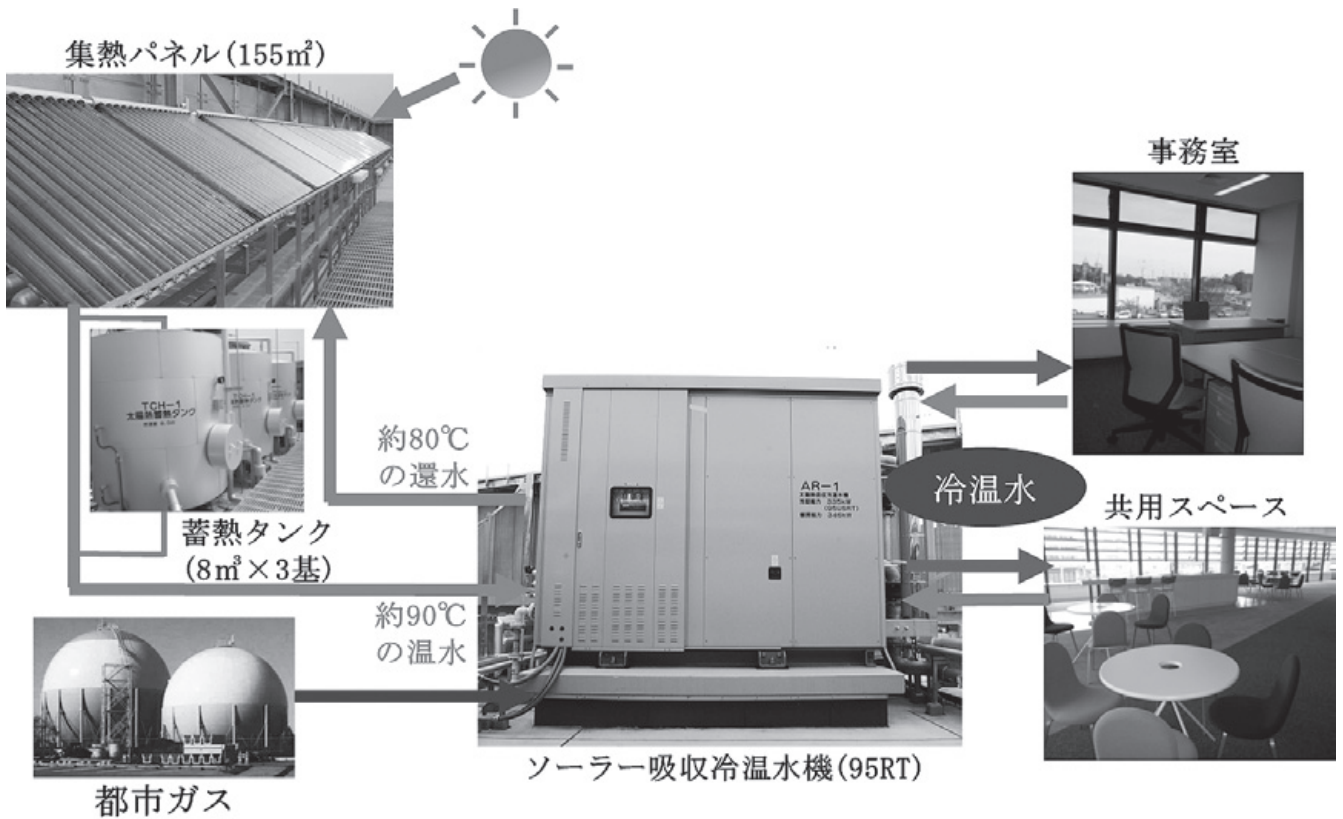 集熱パネル(155㎡)
事務室
TCH-1
太陽熱蓄熱タンク
約80℃
の還水
AR-1
冷温水
共用スペース
蓄熱タンク
(8㎥×3基)
約90℃
の温水
都市ガス
ソーラー吸収冷温水機(95RT)